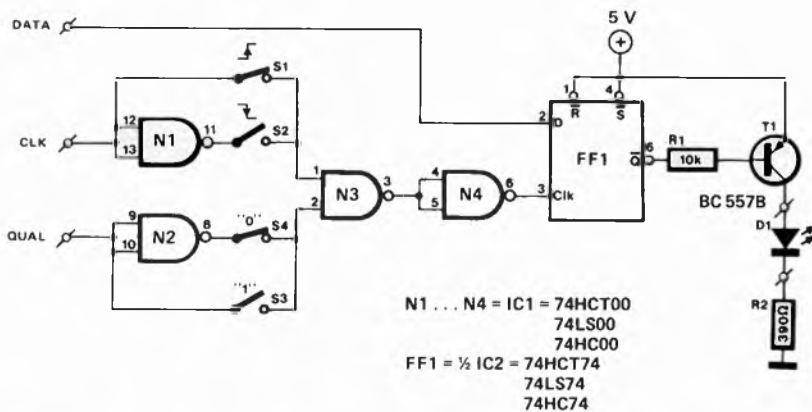 DATA
5 V
S1
1
4
R
S
CLK
12
13
N1
11
S2
2
D
FF1
Q
6
R1
10k
T1
BC 557B
1
2
N3
3
4
5
N4
6
3
Clk
QUAL
9
10
N2
8
"0"
S4
D1
"1"
S3
R2
390Ω
N1 . . . N4 = IC1 = 74HCT00
74LS00
74HC00
FF1 = ½ IC2 = 74HCT74
74LS74
74HC74